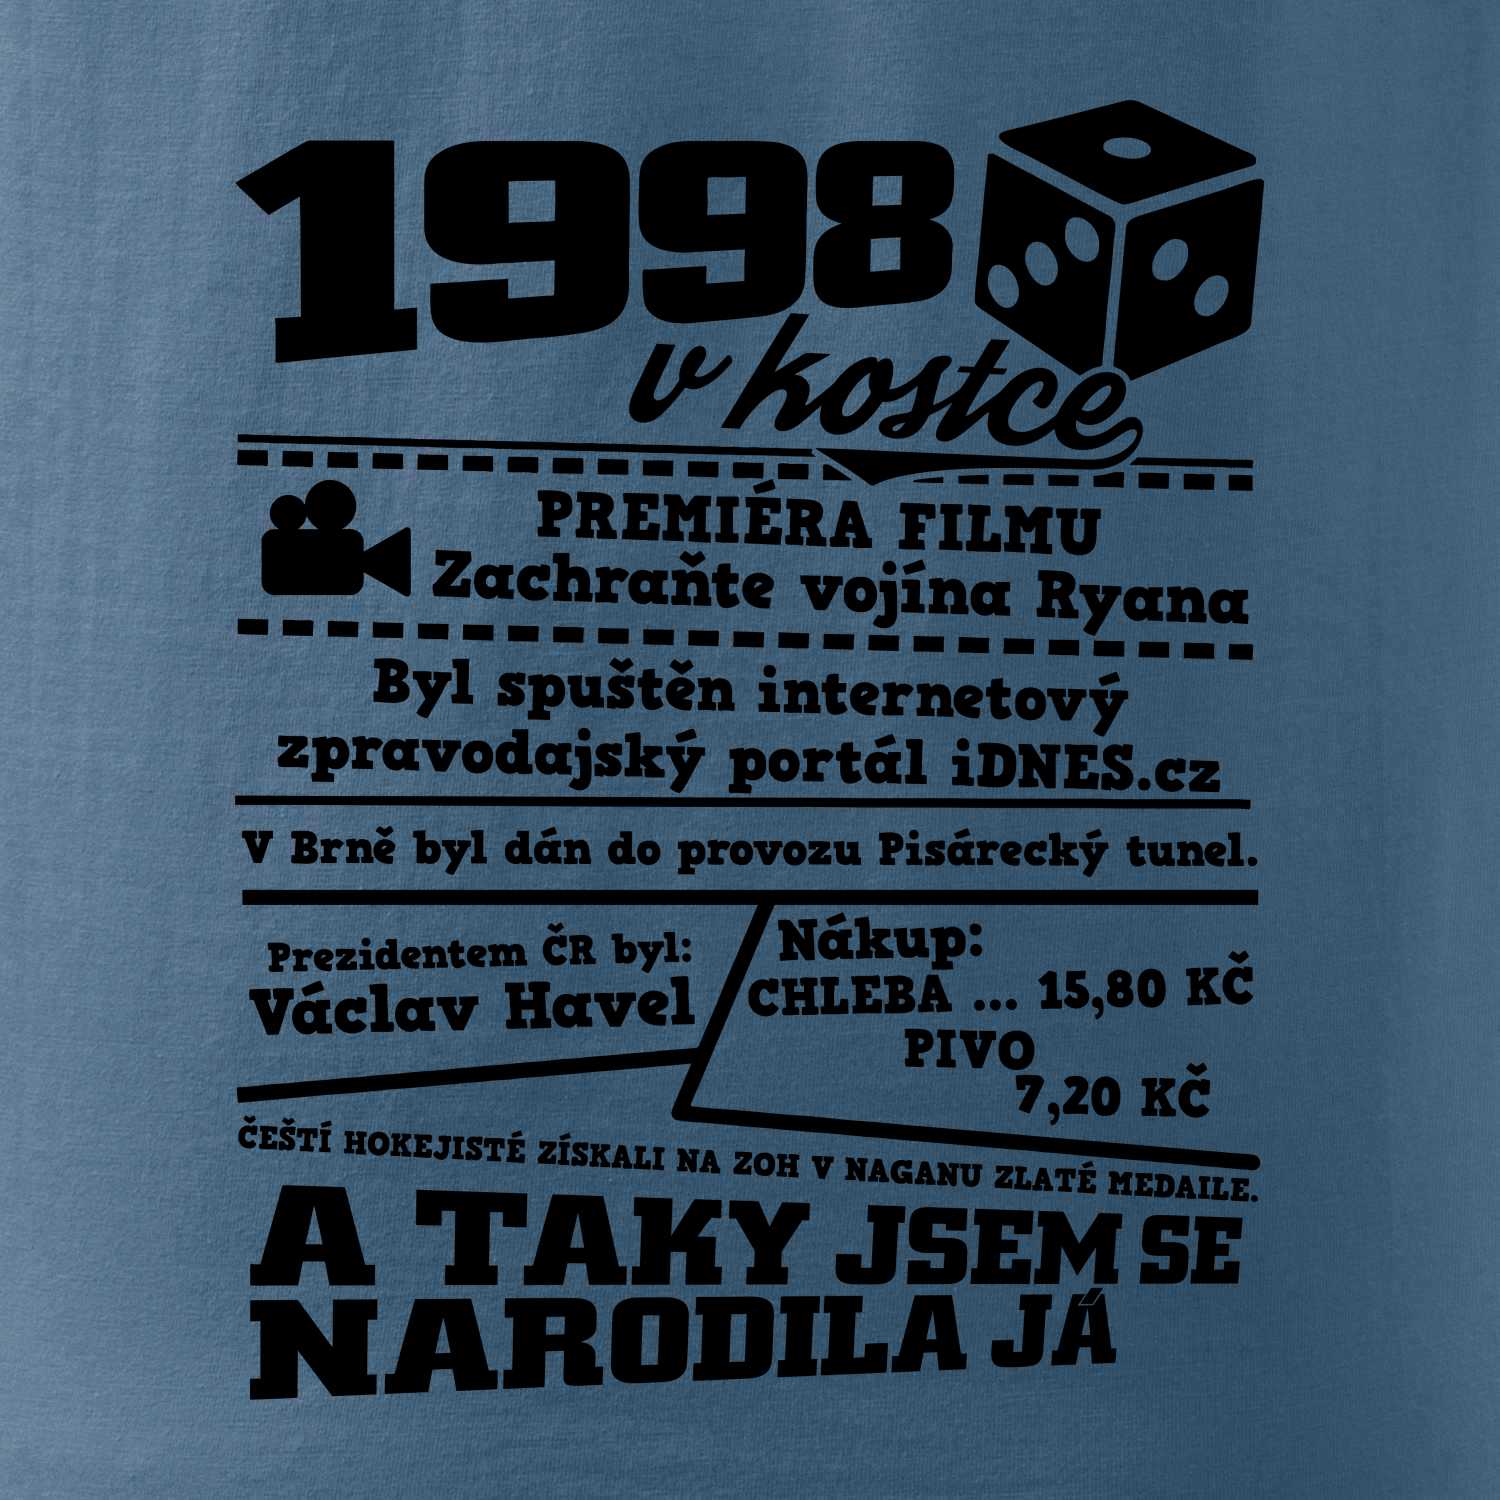 1998
v kostce
PREMIÉRA FILMU
Zachraňte vojína Ryana
Byl spuštěn internetový
zpravodajský portál iDNES.cz
V Brně byl dán do provozu Pisárecký tunel.
Prezidentem ČR byl:
Václav Havel
Nákup:
CHLEBA ... 15,80 KČ
PIVO
7,20 KČ
ČEŠTÍ HOKEJISTÉ ZÍSKALI NA ZOH V NAGANU ZLATÉ MEDAILE.
A TAKY JSEM SE
NARODILA JÁ